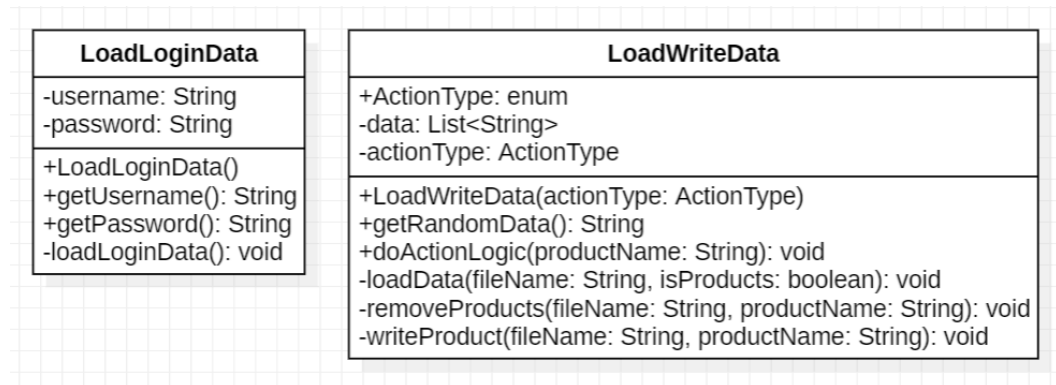 LoadLoginData
-username: String
-password: String
+LoadLoginData()
+getUsername(): String
+getPassword(): String
-loadLoginData(): void
LoadWriteData
+ActionType: enum
-data: List<String>
-actionType: ActionType
+LoadWriteData(actionType: ActionType)
+getRandomData(): String
+doActionLogic(productName: String): void
-loadData(fileName: String, isProducts: boolean): void
-removeProducts(fileName: String, productName: String): void
-writeProduct(fileName: String, productName: String): void